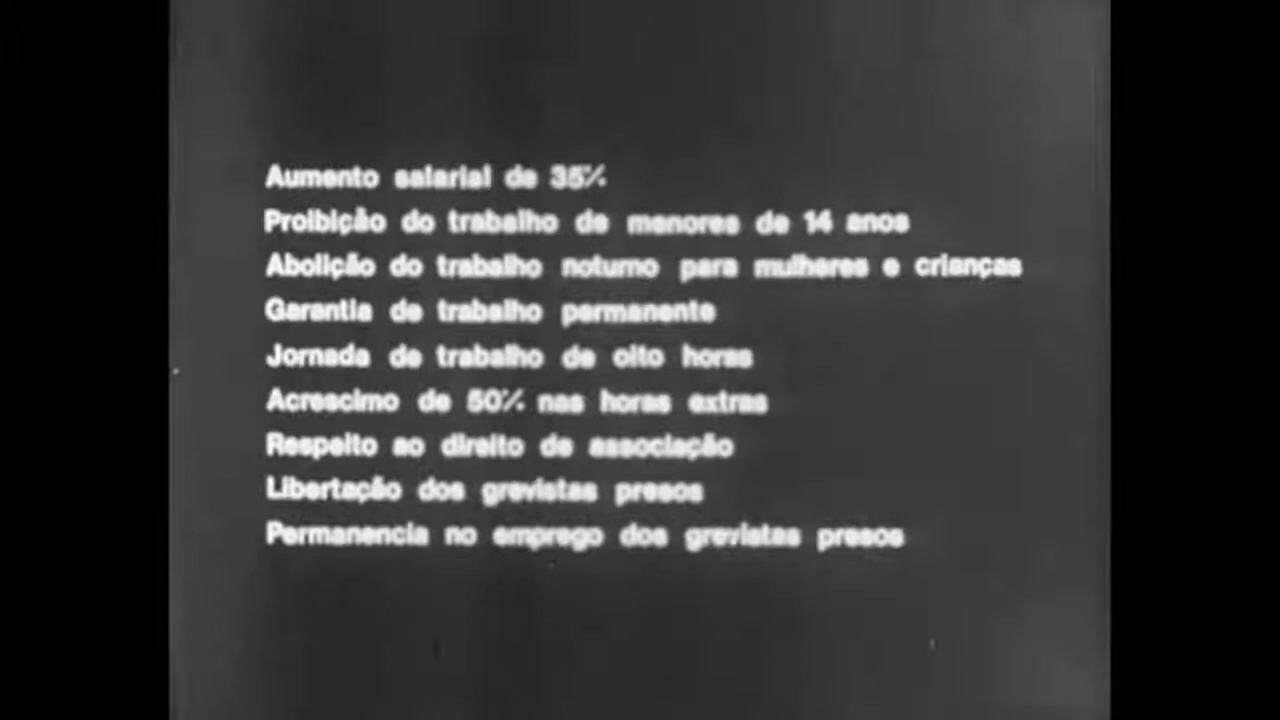 Aumento salarial de 35%
Proibição do trabalho de menores de 14 anos
Abolição do trabalho noturno para mulheres e crianças
Garantia de trabalho permanente
Jornada de trabalho de oito horas
Acrescimo de 50% nas horas extras
Respeito ao direito de associação
Libertação dos grevistas presos
Permanencia no emprego dos grevistas presos